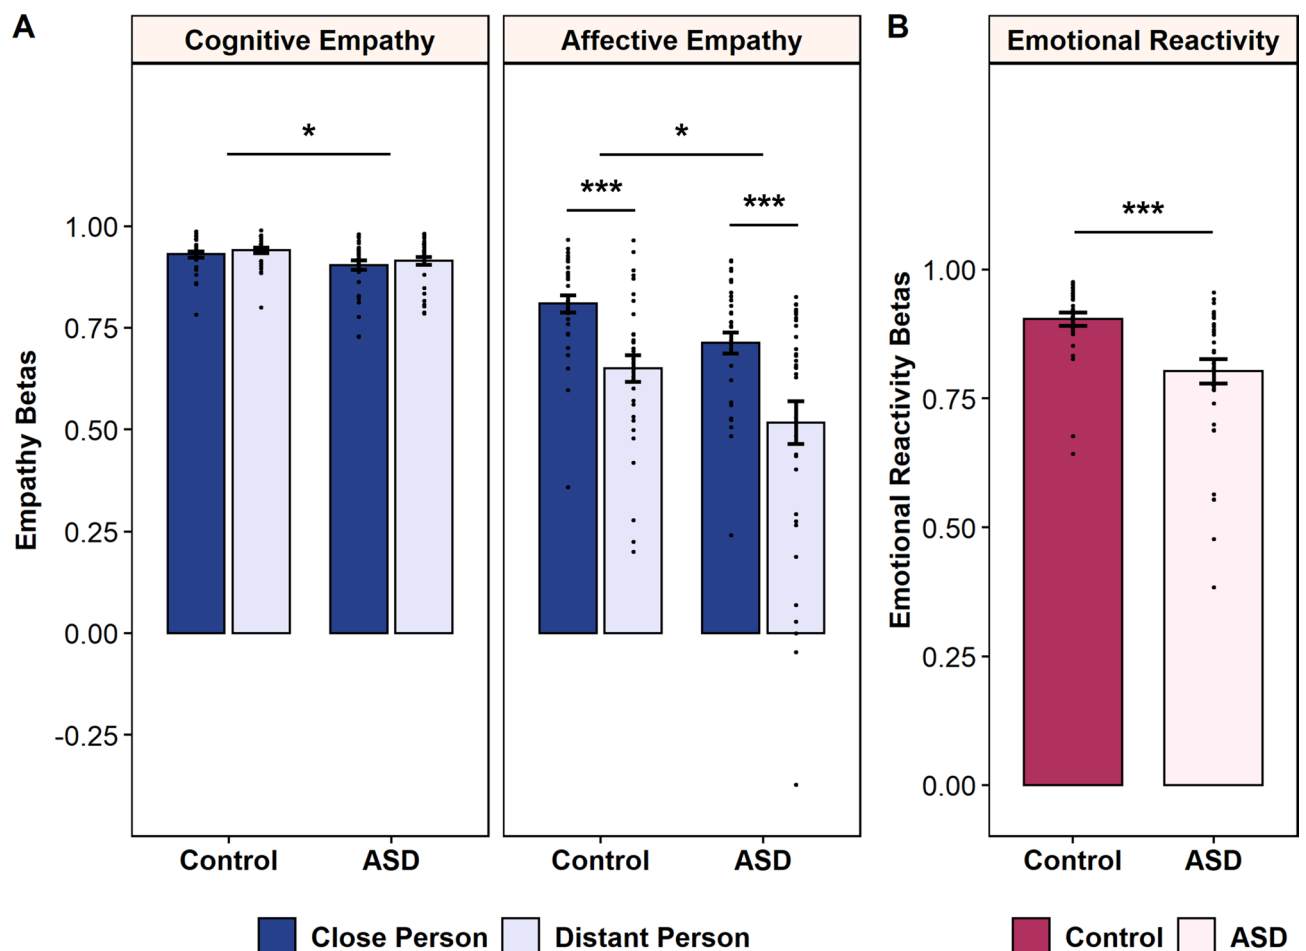 A
Cognitive Empathy
Affective Empathy
B
Emotional Reactivity
*
*
***
***
***
Empathy Betas
1.00
0.75
0.50
0.25
0.00
-0.25
Control
ASD
Control
ASD
Close Person
Distant Person
Emotional Reactivity Betas
1.00
0.75
0.50
0.25
0.00
Control
ASD
Control
ASD